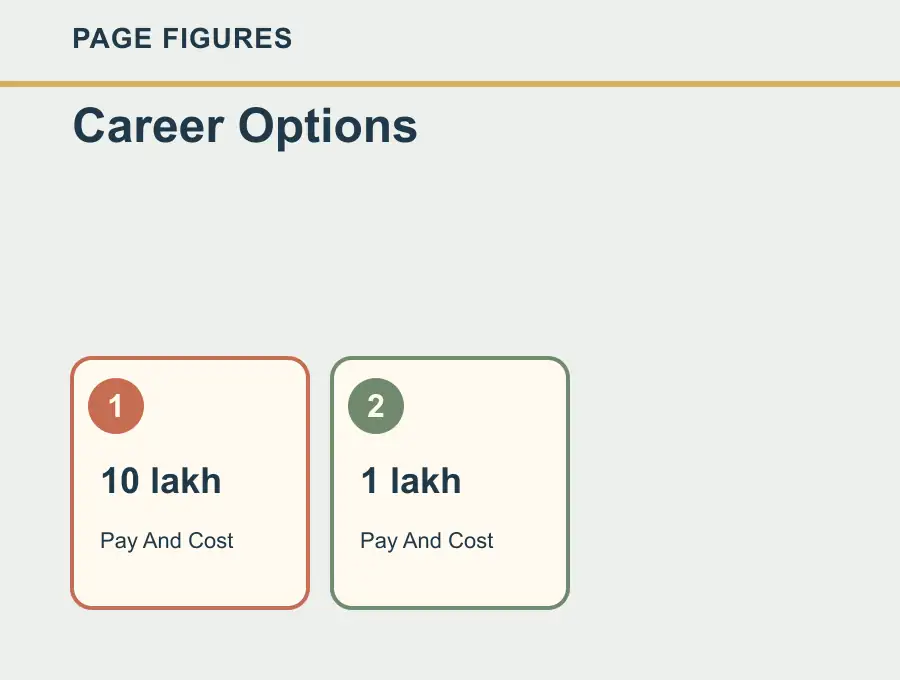 PAGE FIGURES
Career Options
1
10 lakh
Pay And Cost
2
1 lakh
Pay And Cost